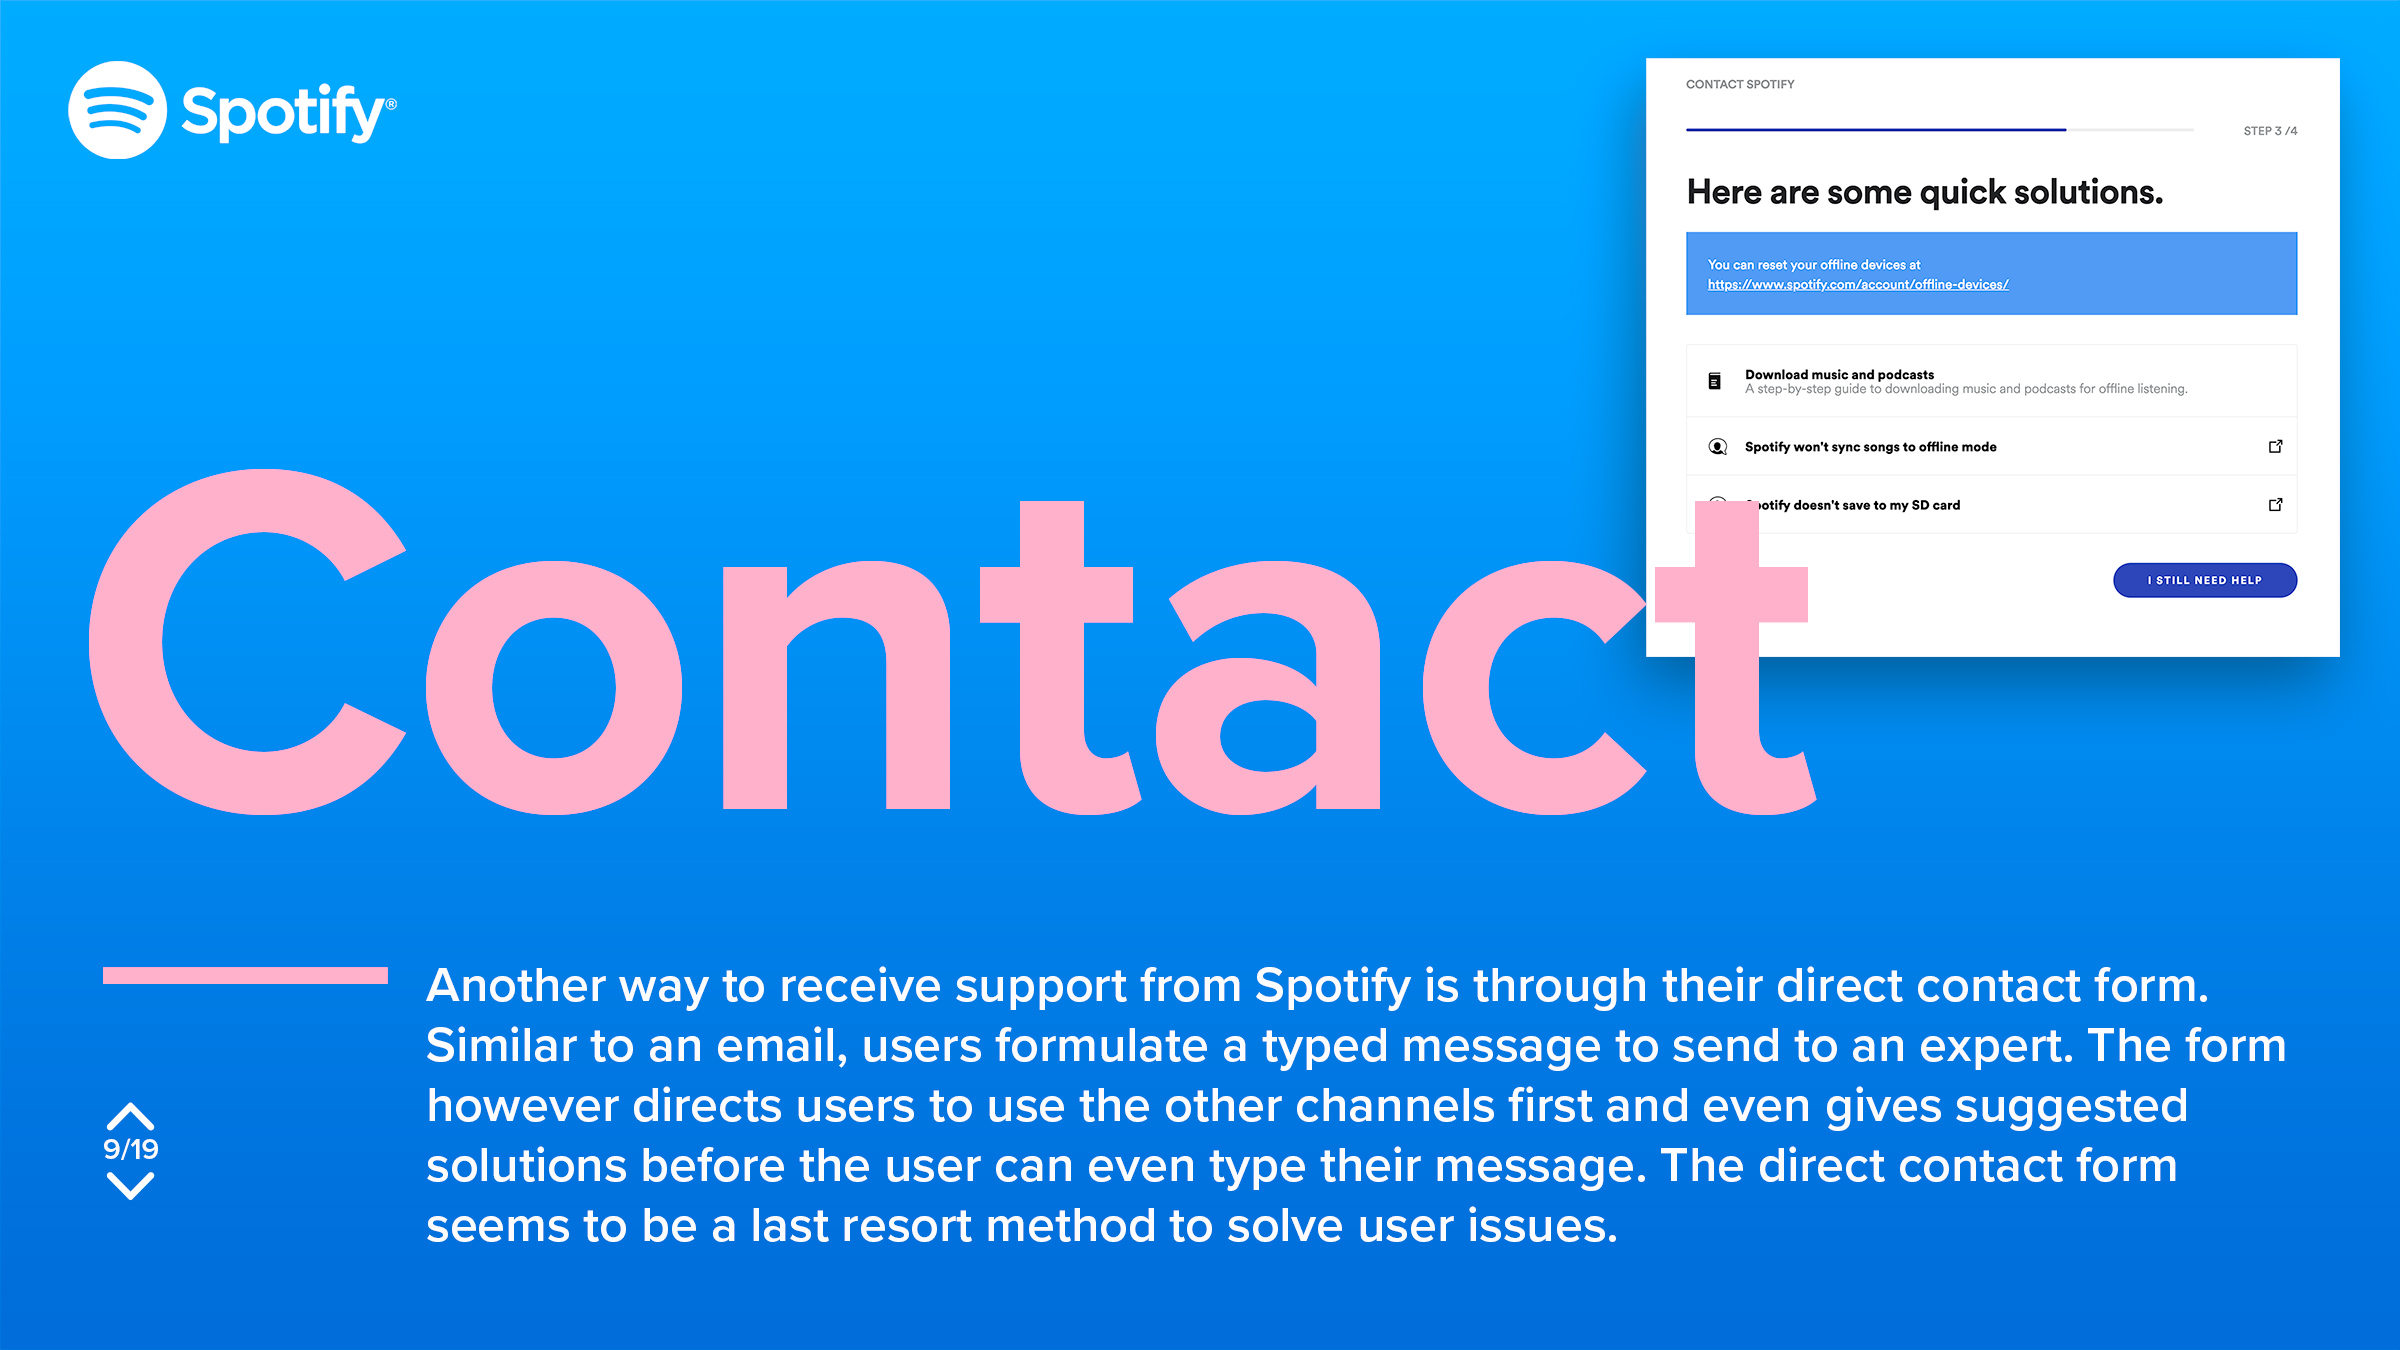 Spotify®
CONTACT SPOTIFY
STEP 3 /4
Here are some quick solutions.
You can reset your offline devices at
https://www.spotify.com/account/offline-devices/
Download music and podcasts
A step-by-step guide to downloading music and podcasts for offline listening.
Spotify won't sync songs to offline mode
potify doesn't save to my SD card
I STILL NEED HELP
Contact
Another way to receive support from Spotify is through their direct contact form.
Similar to an email, users formulate a typed message to send to an expert. The form
however directs users to use the other channels first and even gives suggested
solutions before the user can even type their message. The direct contact form
seems to be a last resort method to solve user issues.
9/19